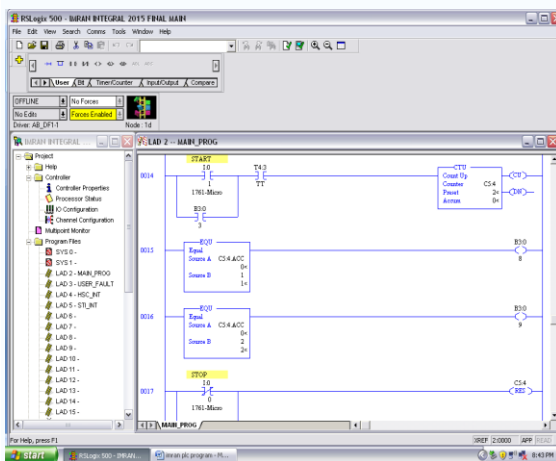 RSLogix 500 - IMRAN INTEGRAL 2015 FINAL MAIN
File Edit View Search Comms Tools Window Help
User Bit Timer/Counter Input/Output Compare
OFFLINE No Forces
No Edits Forces Enabled
Driver: AB_DF1-1 Node: 1d
IMRAN INTEGRAL ...
LAD 2 -- MAIN_PROG
Project
Help
Controller
Controller Properties
Processor Status
IO Configuration
Channel Configuration
Multipoint Monitor
Program Files
SYS 0 -
SYS 1 -
LAD 2 - MAIN_PROG
LAD 3 - USER_FAULT
LAD 4 - HSC_INT
LAD 5 - STI_INT
LAD 6 -
LAD 7 -
LAD 8 -
LAD 9 -
LAD 10 -
LAD 11 -
LAD 12 -
LAD 13 -
LAD 14 -
LAD 15 -
START
0014 I:0 T4:3 CTU
1 TT Count Up CU
1761-Micro Counter C5:4
Preset 2< DN
B3:0 Accum 0<
3
0015 EQU B3:0
Equal
Source A C5:4.ACC 8
0<
Source B 1
1<
0016 EQU B3:0
Equal
Source A C5:4.ACC 9
0<
Source B 2
2<
STOP
0017 I:0 C5:4
0 RES
1761-Micro
MAIN_PROG
For Help, press F1 XREF 2:0000 APP READ
start RSLogix 500 - IMRAN... imran plc program - M... 8:43 PM